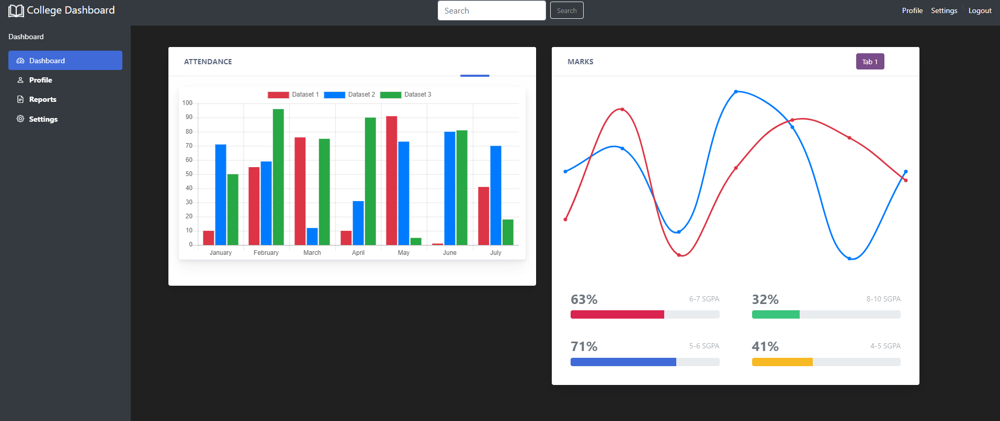 College Dashboard
Search
Search
Profile Settings Logout
Dashboard
Dashboard
Profile
Reports
Settings
ATTENDANCE
Dataset 1 Dataset 2 Dataset 3
100
90
80
70
60
50
40
30
20
10
0
January February March April May June July
MARKS
Tab 1
63% 6-7 SGPA
32% 8-10 SGPA
71% 5-6 SGPA
41% 4-5 SGPA